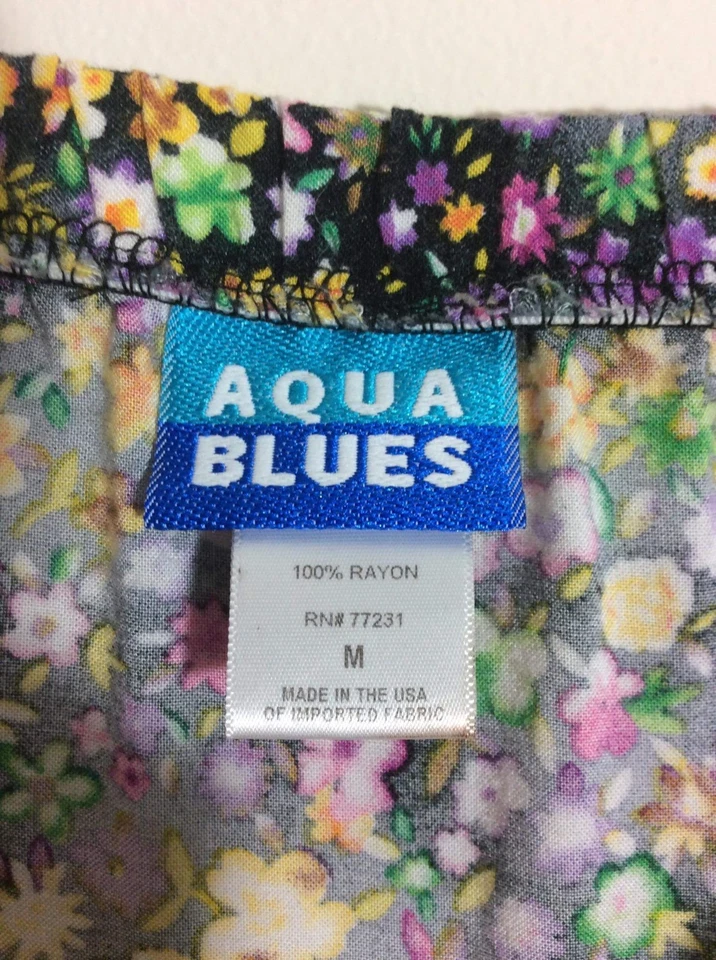 AQUA
BLUES
100% RAYON
RN# 77231
M
MADE IN THE USA
OF IMPORTED FABRIC